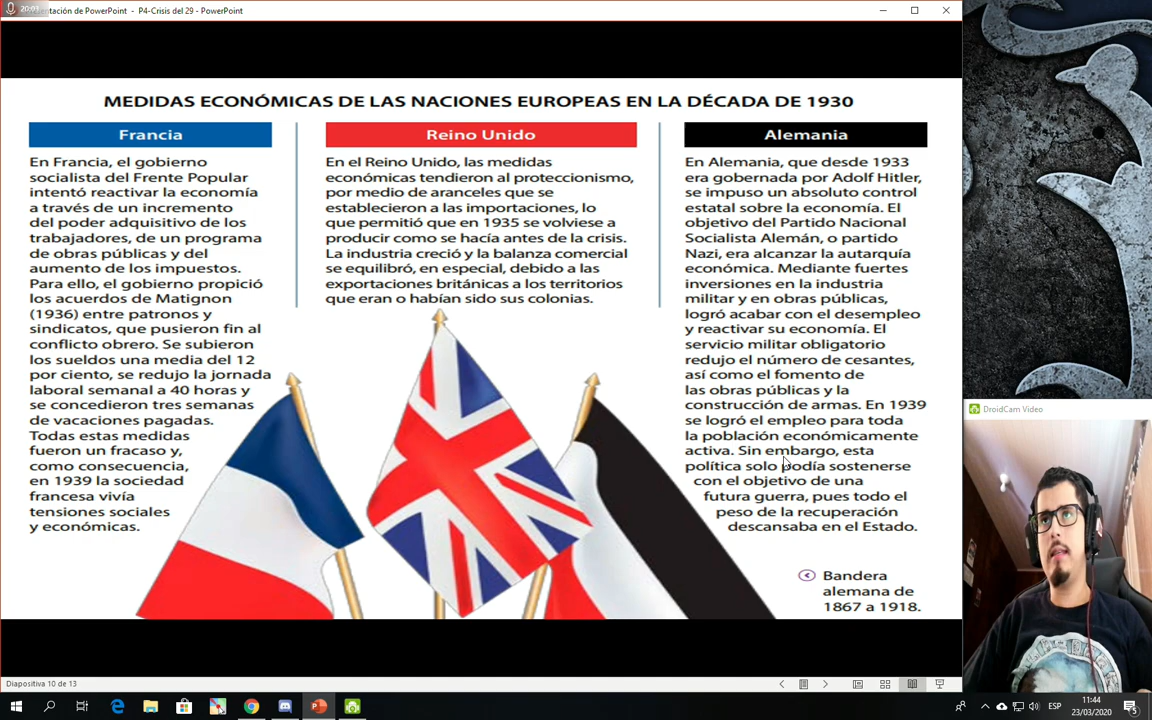 20:03
tación de PowerPoint - P4-Crisis del 29 - PowerPoint
MEDIDAS ECONÓMICAS DE LAS NACIONES EUROPEAS EN LA DÉCADA DE 1930
Francia
En Francia, el gobierno
socialista del Frente Popular
intentó reactivar la economía
a través de un incremento
del poder adquisitivo de los
trabajadores, de un programa
de obras públicas y del
aumento de los impuestos.
Para ello, el gobierno propició
los acuerdos de Matignon
(1936) entre patronos y
sindicatos, que pusieron fin al
conflicto obrero. Se subieron
los sueldos una media del 12
por ciento, se redujo la jornada
laboral semanal a 40 horas y
se concedieron tres semanas
de vacaciones pagadas.
Todas estas medidas
fueron un fracaso y,
como consecuencia,
en 1939 la sociedad
francesa vivía
tensiones sociales
y económicas.
Reino Unido
En el Reino Unido, las medidas
económicas tendieron al proteccionismo,
por medio de aranceles que se
establecieron a las importaciones, lo
que permitió que en 1935 se volviese a
producir como se hacía antes de la crisis.
La industria creció y la balanza comercial
se equilibró, en especial, debido a las
exportaciones británicas a los territorios
que eran o habían sido sus colonias.
Alemania
En Alemania, que desde 1933
era gobernada por Adolf Hitler,
se impuso un absoluto control
estatal sobre la economía. El
objetivo del Partido Nacional
Socialista Alemán, o partido
Nazi, era alcanzar la autarquía
económica. Mediante fuertes
inversiones en la industria
militar y en obras públicas,
logró acabar con el desempleo
y reactivar su economía. El
servicio militar obligatorio
redujo el número de cesantes,
así como el fomento de
las obras públicas y la
construcción de armas. En 1939
se logró el empleo para toda
la población económicamente
activa. Sin embargo, esta
política solo podía sostenerse
con el objetivo de una
futura guerra, pues todo el
peso de la recuperación
descansaba en el Estado.
Bandera
alemana de
1867 a 1918.
DroidCam Video
Diapositiva 10 de 13
ESP
11:44
23/03/2020
5